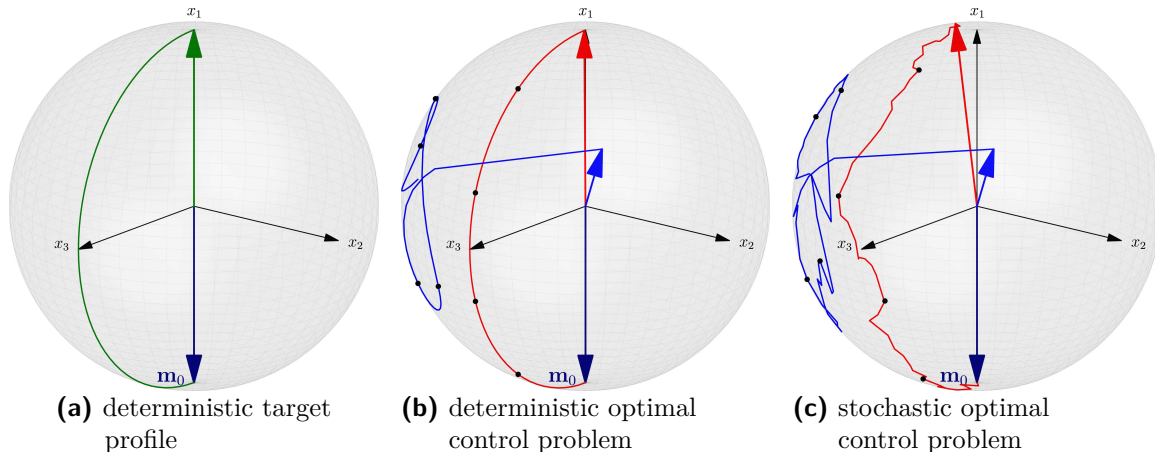 x₁
x₂
x₃
m₀
(a) deterministic target
profile
x₁
x₂
x₃
m₀
(b) deterministic optimal
control problem
x₁
x₂
x₃
m₀
(c) stochastic optimal
control problem